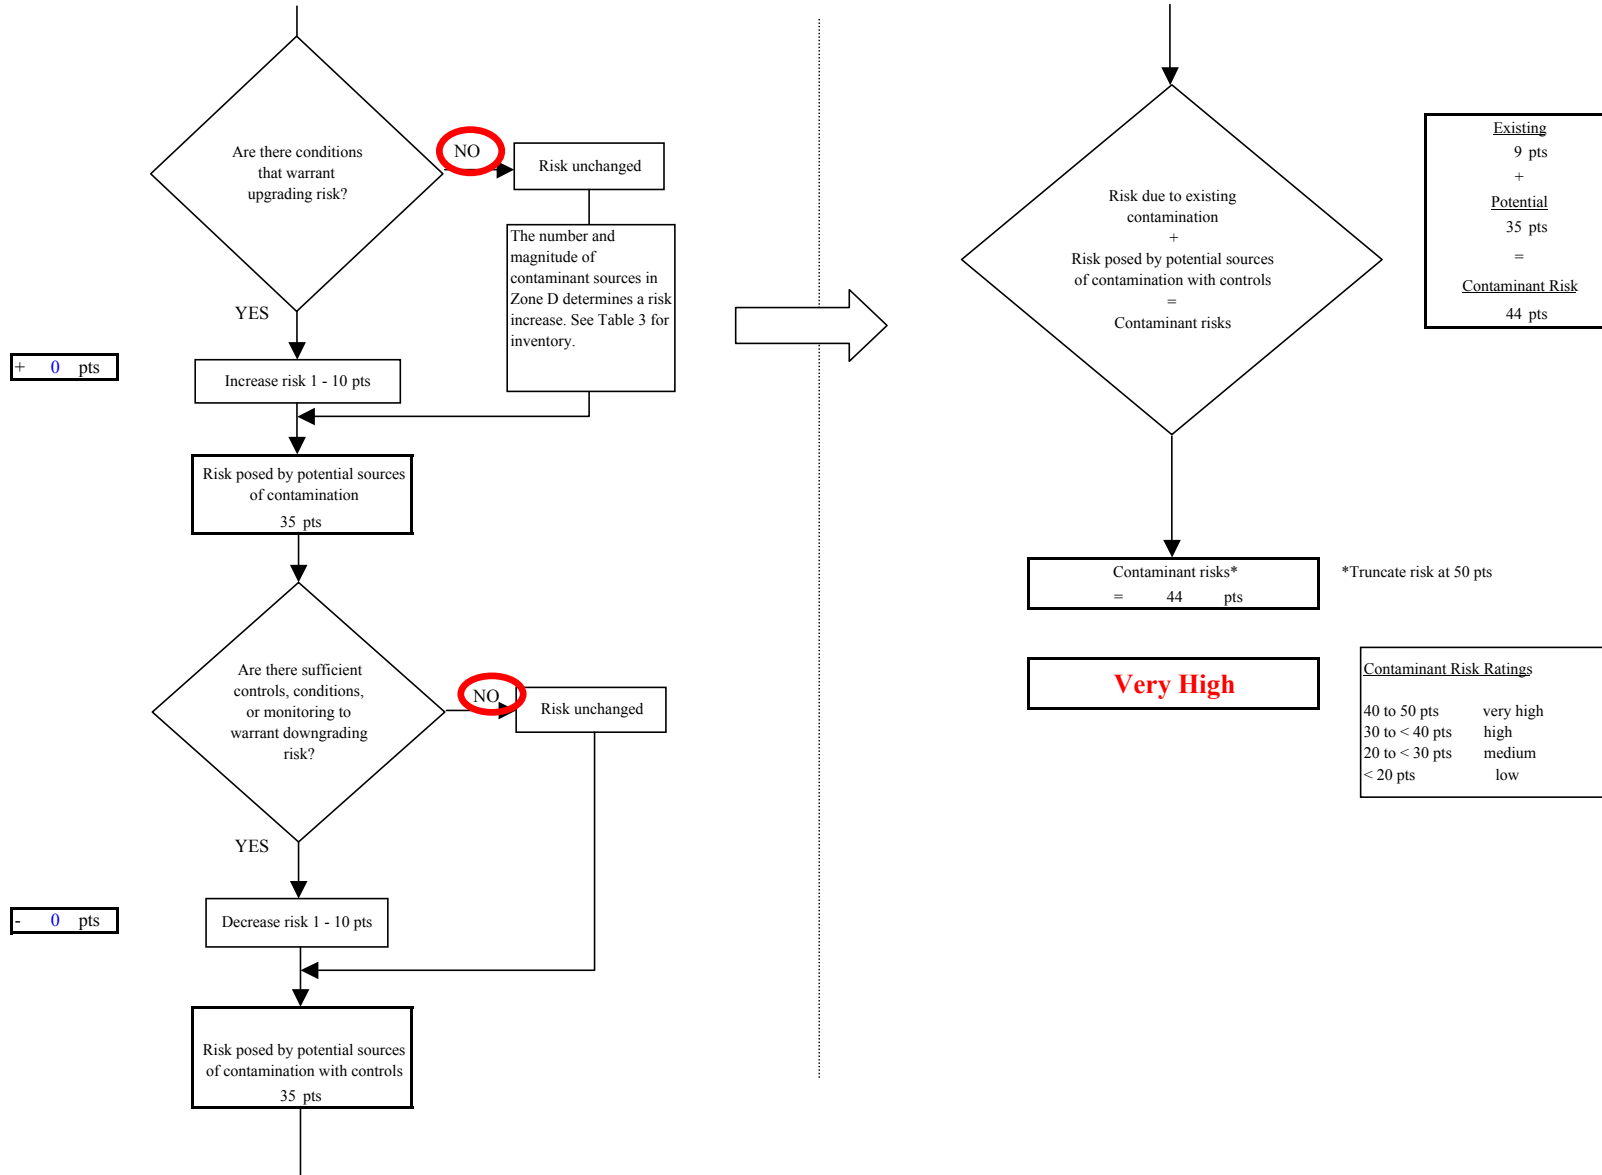 Are there conditions
that warrant
upgrading risk?
NO
Risk unchanged
The number and
magnitude of
contaminant sources in
Zone D determines a risk
increase. See Table 3 for
inventory.
YES
+ 0 pts
Increase risk 1 - 10 pts
Risk posed by potential sources
of contamination
35 pts
Are there sufficient
controls, conditions,
or monitoring to
warrant downgrading
risk?
NO
Risk unchanged
YES
- 0 pts
Decrease risk 1 - 10 pts
Risk posed by potential sources
of contamination with controls
35 pts
Risk due to existing
contamination
+
Risk posed by potential sources
of contamination with controls
=
Contaminant risks
Existing
9 pts
+
Potential
35 pts
=
Contaminant Risk
44 pts
Contaminant risks*
= 44 pts
*Truncate risk at 50 pts
Very High
Contaminant Risk Ratings
40 to 50 pts very high
30 to < 40 pts high
20 to < 30 pts medium
< 20 pts low